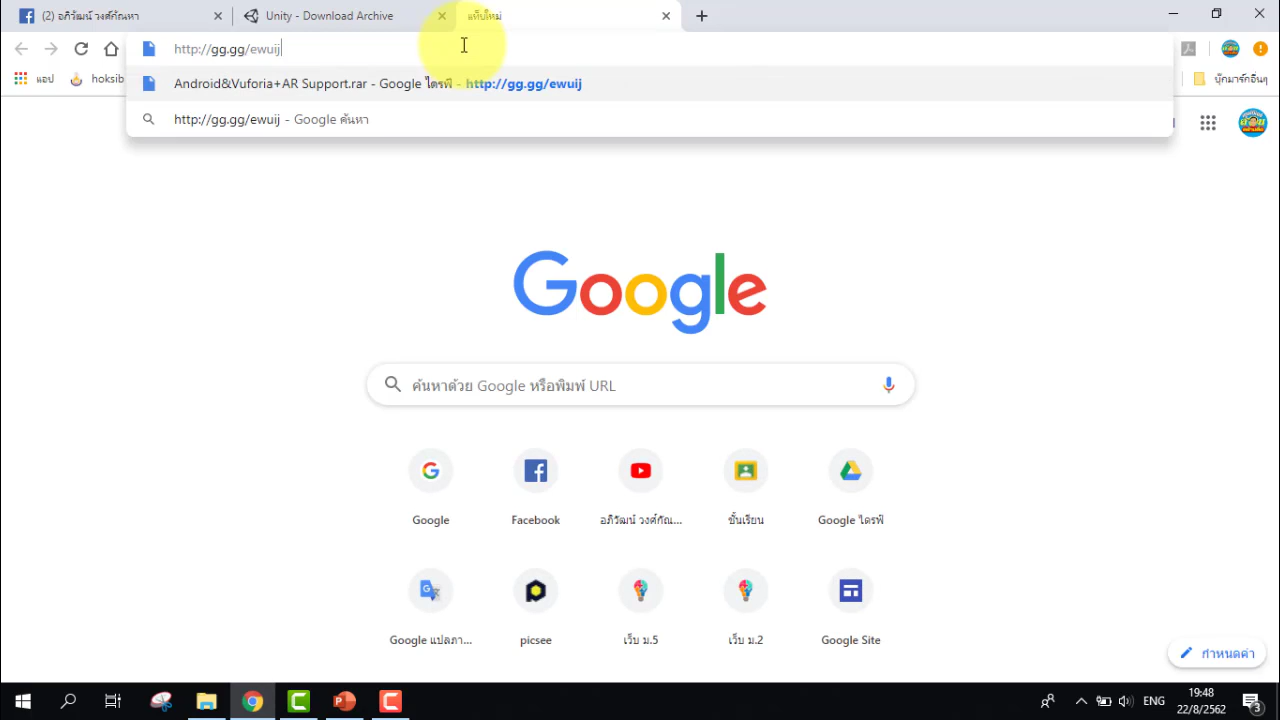 (2) อภิวัฒน์ วงศ์กัณหา
Unity - Download Archive
แท็บใหม่
http://gg.gg/ewuij
แอป
hoksib
Android&Vuforia+AR Support.rar - Google ไดรฟ์ - http://gg.gg/ewuij
บุ๊กมาร์กอื่นๆ
http://gg.gg/ewuij - Google ค้นหา
Google
ค้นหาด้วย Google หรือพิมพ์ URL
Google
Facebook
อภิวัฒน์ วงศ์กัณ...
ชั้นเรียน
Google ไดรฟ์
Google แปลภา...
picsee
เว็บ ม.5
เว็บ ม.2
Google Site
กำหนดค่า
ENG
19:48
22/8/2562
3